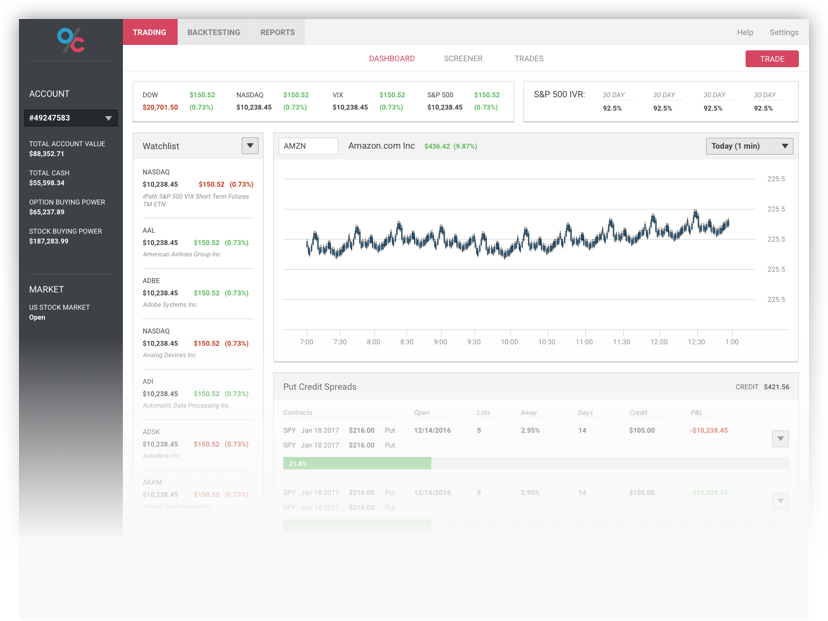 TRADING BACKTESTING REPORTS
Help Settings
DASHBOARD SCREENER TRADES
TRADE
ACCOUNT
#49247583
TOTAL ACCOUNT VALUE
$88,352.71
TOTAL CASH
$55,598.34
OPTION BUYING POWER
$65,237.89
STOCK BUYING POWER
$187,283.99
MARKET
US STOCK MARKET
Open
DOW $150.52 NASDAQ $150.52 VIX $150.52 S&P 500 $150.52
$20,701.50 (0.73%) $10,238.45 (0.73%) $10,238.45 (0.73%) $10,238.45 (0.73%)
S&P 500 IVR: 30 DAY 30 DAY 30 DAY 30 DAY
92.5% 92.5% 92.5% 92.5%
Watchlist
NASDAQ
$10,238.45 $150.52 (0.73%)
iPath S&P 500 VIX Short Term Futures
TM ETN
AAL
$10,238.45 $150.52 (0.73%)
American Airlines Group Inc
ADBE
$10,238.45 $150.52 (0.73%)
Adobe Systems Inc
NASDAQ
$10,238.45 $150.52 (0.73%)
Analog Devices Inc
ADI
$10,238.45 $150.52 (0.73%)
Automatic Data Processing Inc
ADSK
$10,238.45 $150.52 (0.73%)
Autodesk Inc
AKAM
$10,238.45 $150.52 (0.73%)
Akamai Technologies Inc
AMZN Amazon.com Inc $436.42 (9.87%) Today (1 min)
225.5
225.5
225.5
225.5
225.5
7:00 7:30 8:00 8:30 9:00 9:30 10:00 10:30 11:00 11:30 12:00 12:30 1:00
Put Credit Spreads CREDIT $421.56
Contracts Open Lots Away Days Credit P&L
SPY Jan 18 2017 $216.00 Put 12/14/2016 5 2.95% 14 $105.00 -$10,238.45
SPY Jan 18 2017 $216.00 Put
21.8%
SPY Jan 18 2017 $216.00 Put 12/14/2016 5 2.95% 14 $105.00 -$10,238.45
SPY Jan 18 2017 $216.00 Put